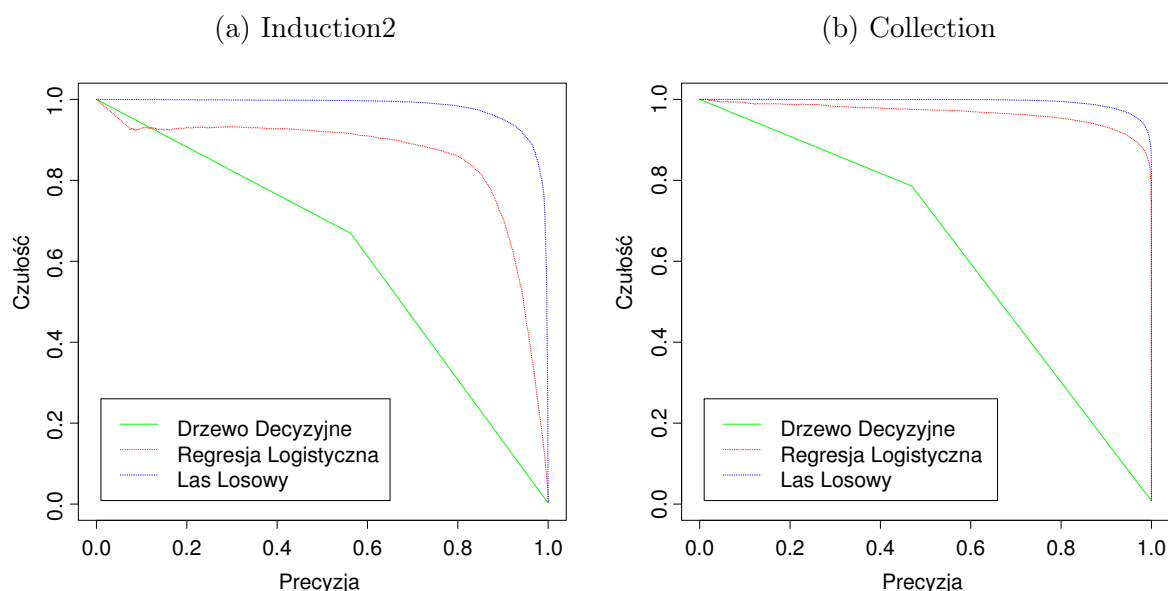 (a) Induction2
1.0
0.8
0.6
0.4
0.2
0.0
Czułość
Drzewo Decyzyjne
Regresja Logistyczna
Las Losowy
0.0 0.2 0.4 0.6 0.8 1.0
Precyzja
(b) Collection
1.0
0.8
0.6
0.4
0.2
0.0
Czułość
Drzewo Decyzyjne
Regresja Logistyczna
Las Losowy
0.0 0.2 0.4 0.6 0.8 1.0
Precyzja